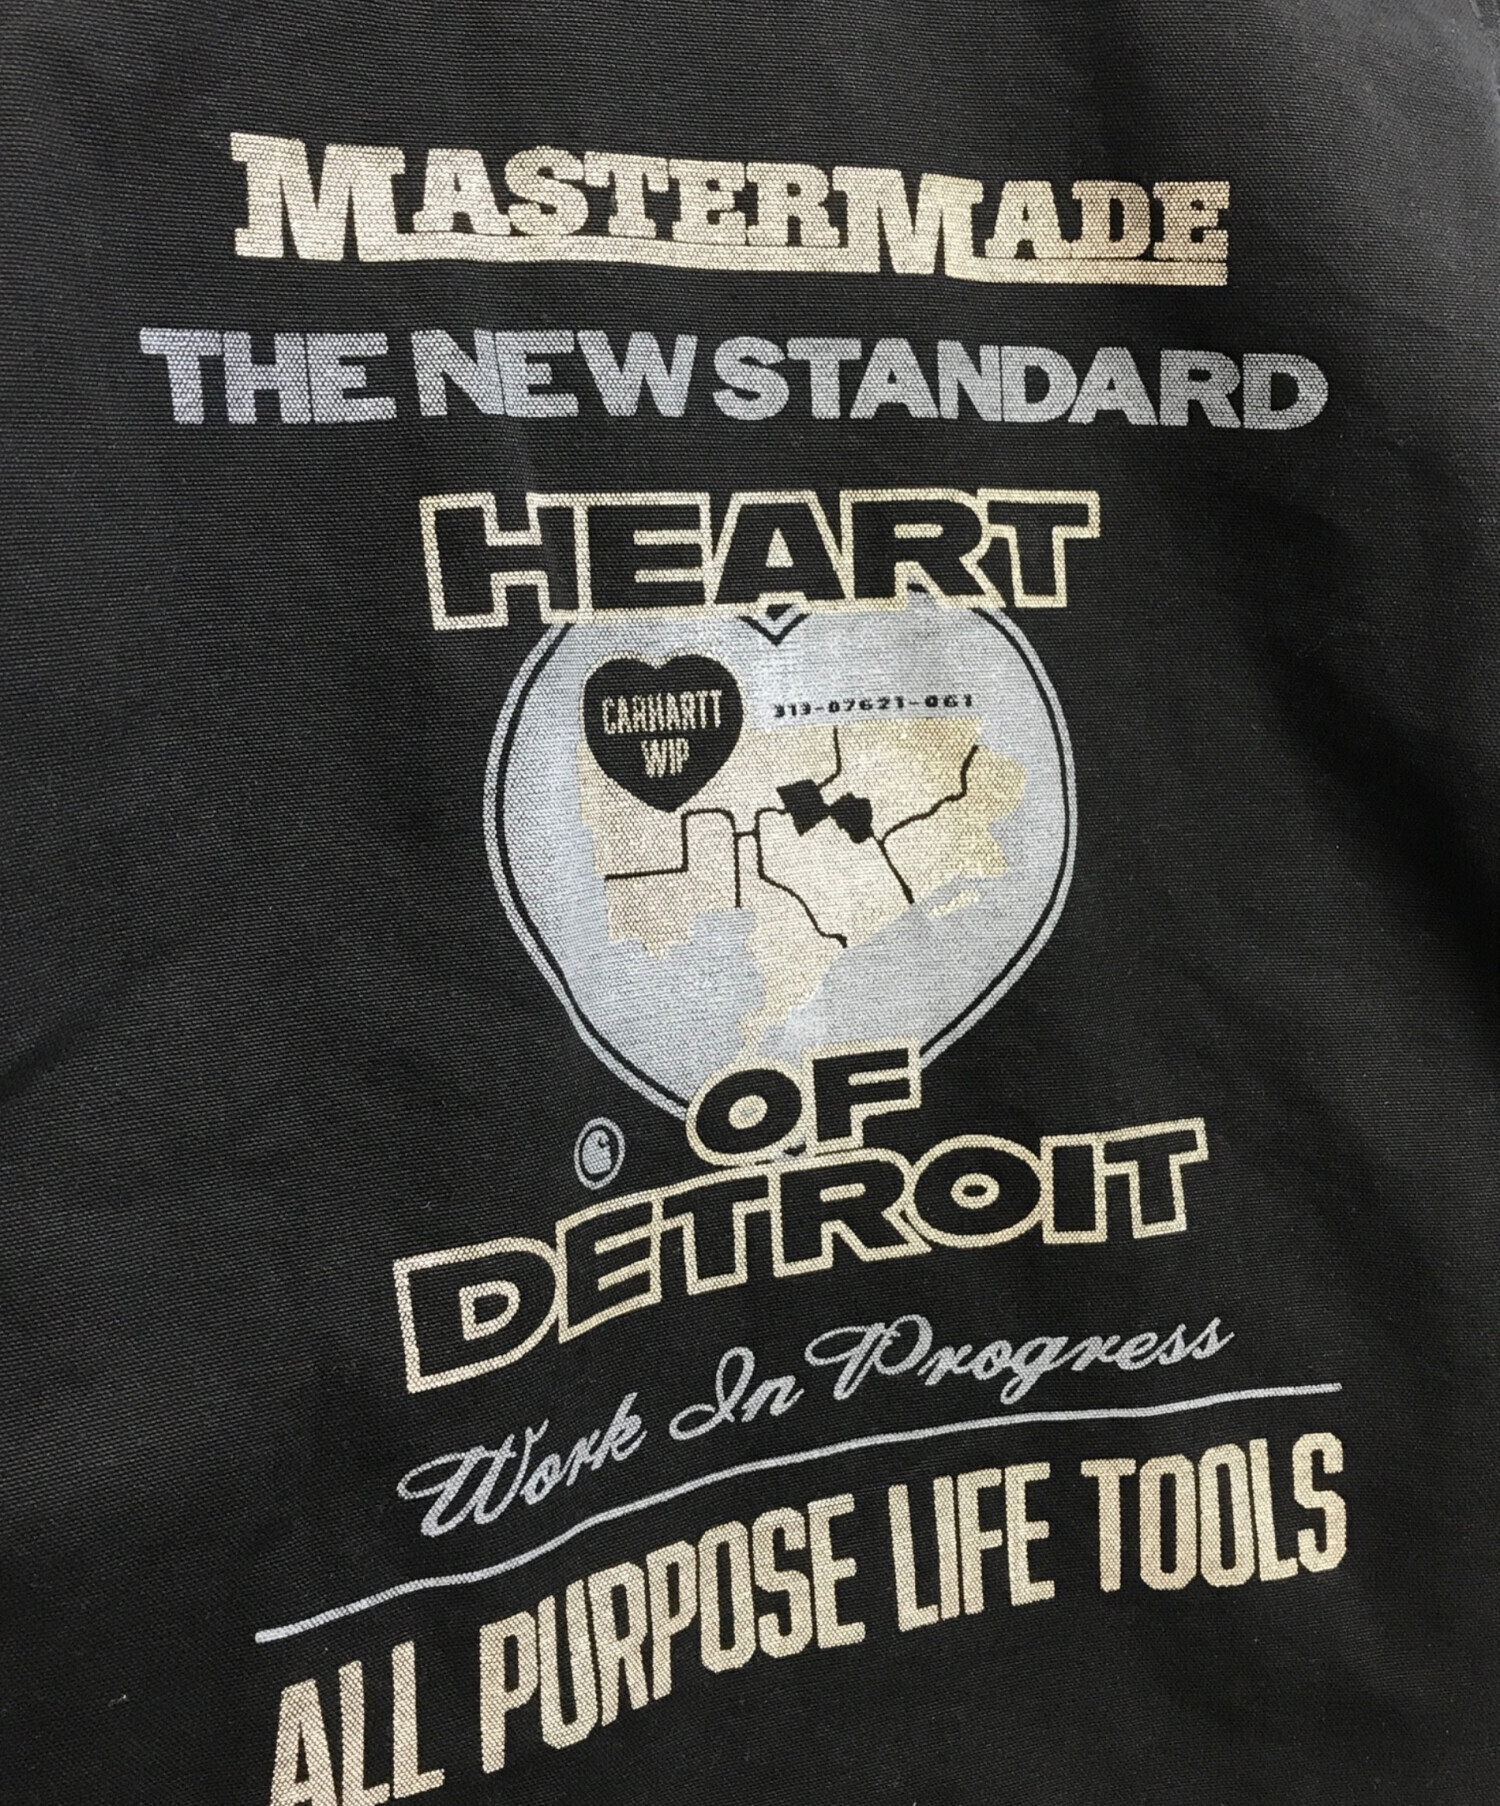 MASTERMADE
THE NEW STANDARD
HEART
CARHARTT
WIP
313-07621-061
OF
DETROIT
Work In Progress
ALL PURPOSE LIFE TOOLS